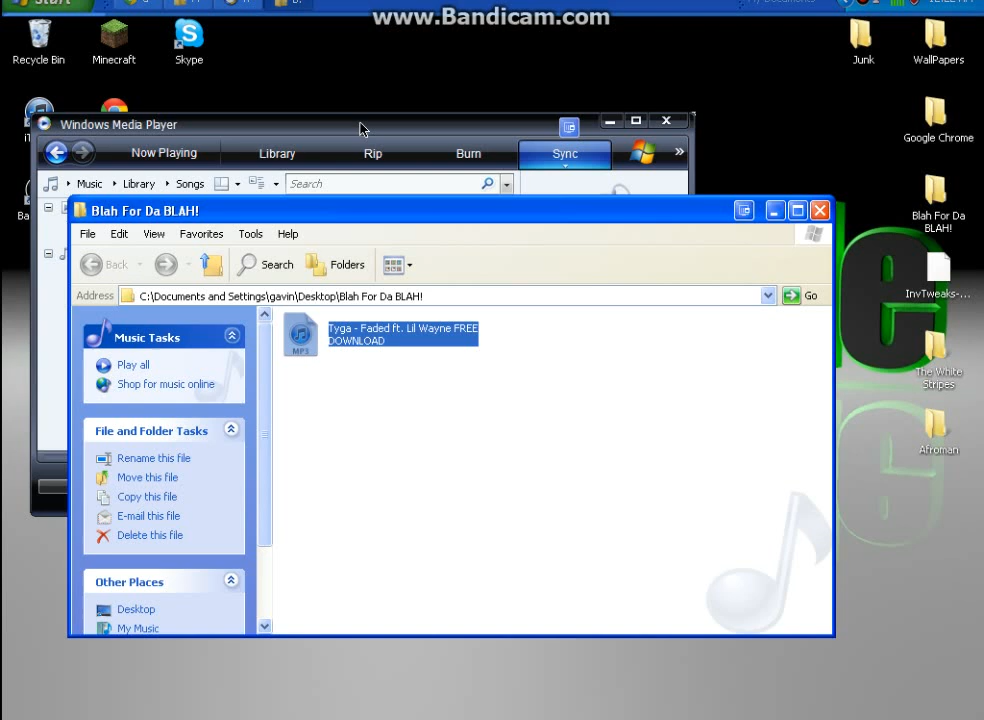 start
My Documents
www.Bandicam.com
Recycle Bin
Minecraft
Skype
Junk
WallPapers
Google Chrome
Blah For Da
BLAH!
InvTweaks-...
The White
Stripes
Afroman
Windows Media Player
Now Playing
Library
Rip
Burn
Sync
»
Music
Library
Songs
Search
Blah For Da BLAH!
File
Edit
View
Favorites
Tools
Help
Back
Search
Folders
Address
C:\Documents and Settings\gavin\Desktop\Blah For Da BLAH!
Go
Music Tasks
Play all
Shop for music online
File and Folder Tasks
Rename this file
Move this file
Copy this file
E-mail this file
Delete this file
Other Places
Desktop
My Music
MP3
Tyga - Faded ft. Lil Wayne FREE
DOWNLOAD